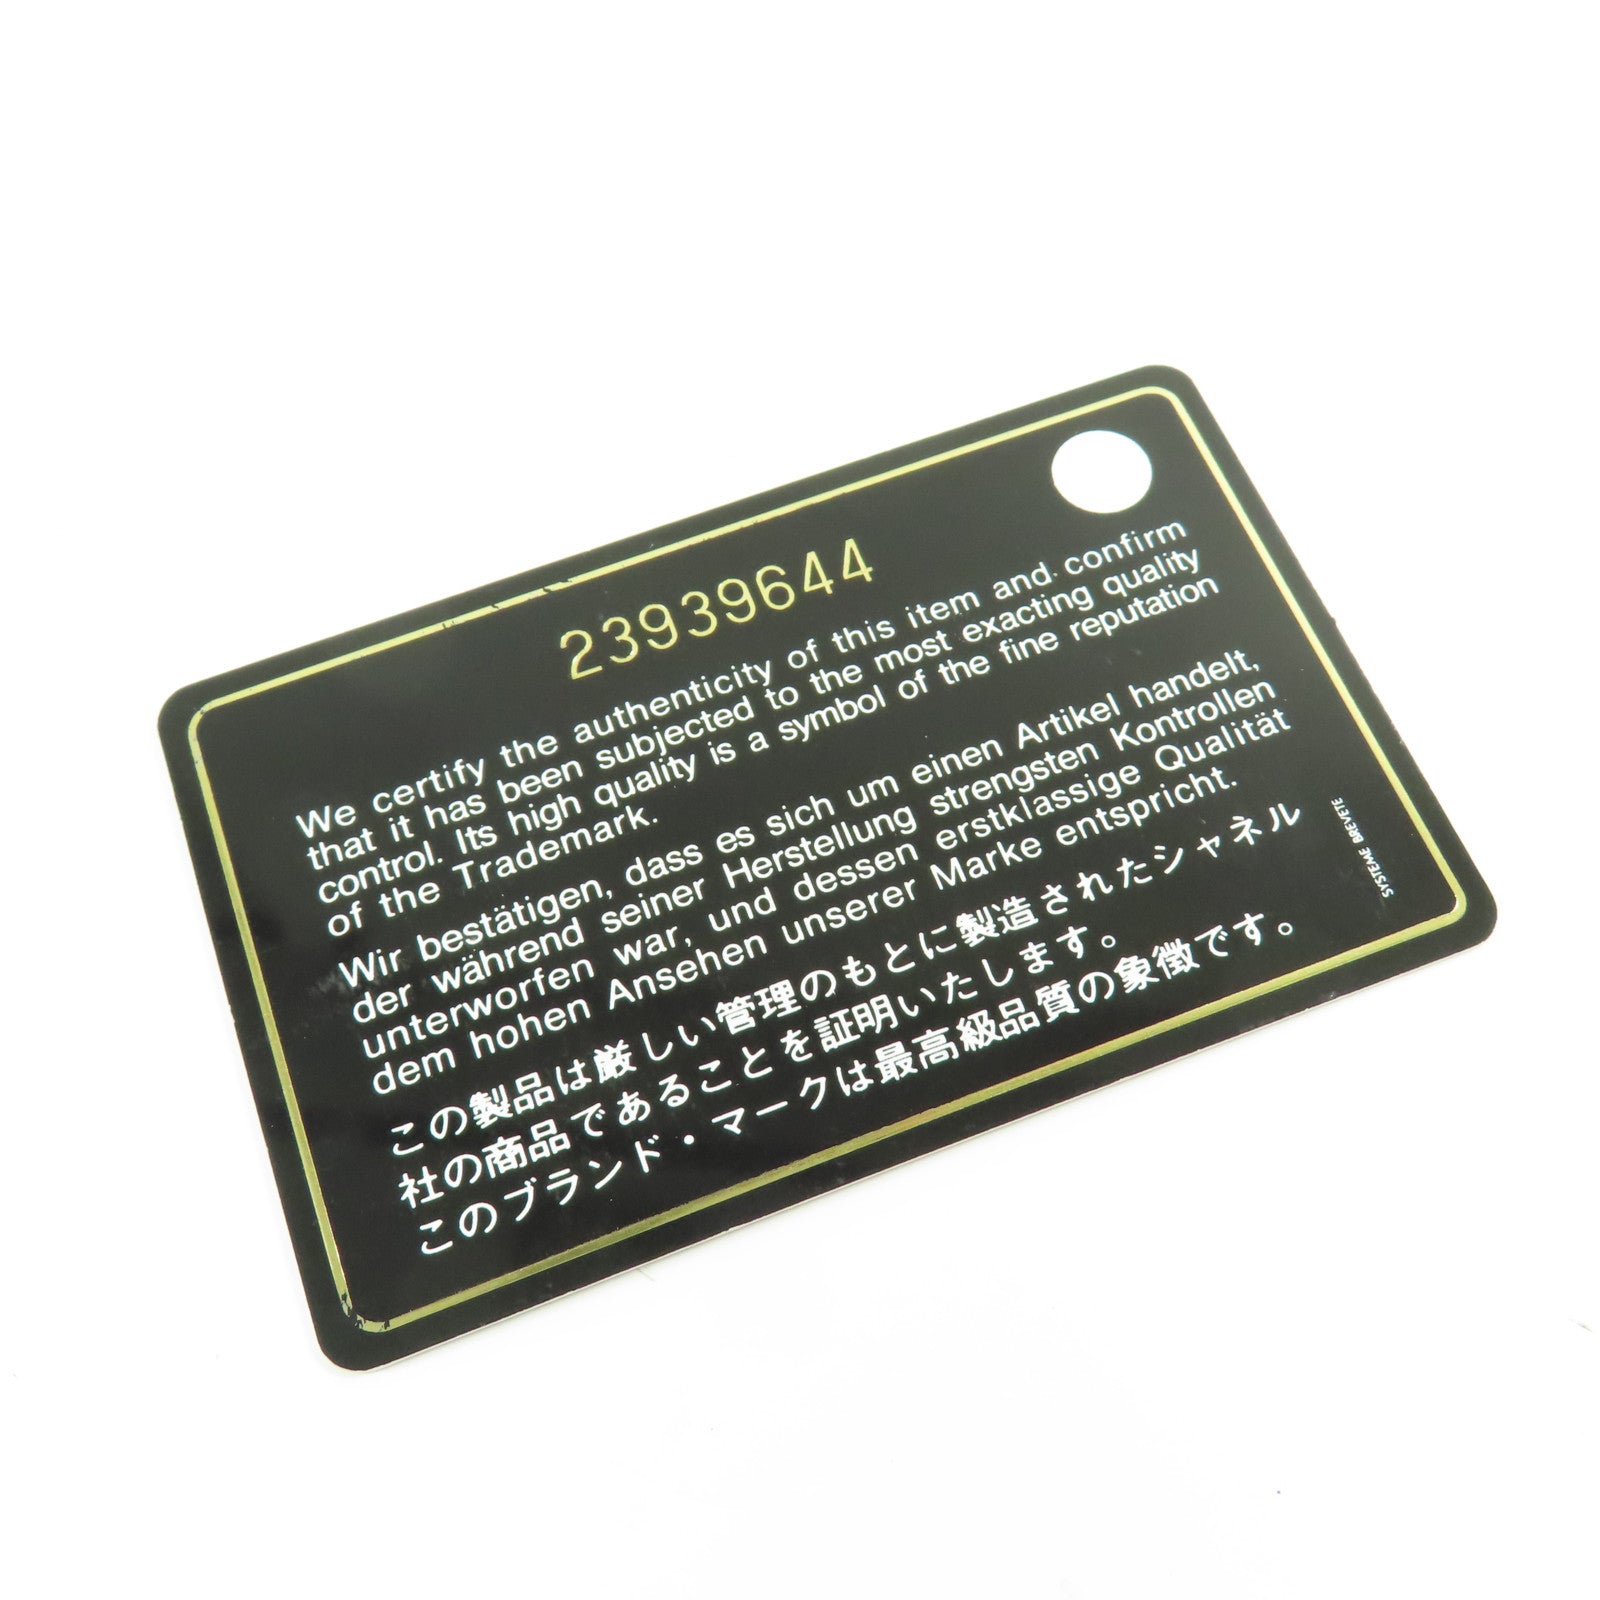 23939644
We certify the authenticity of this item and confirm
that it has been subjected to the most exacting quality
control. Its high quality is a symbol of the fine reputation
of the Trademark.
Wir bestätigen, dass es sich um einen Artikel handelt,
der während seiner Herstellung strengsten Kontrollen
unterworfen war, und dessen erstklassige Qualität
dem hohen Ansehen unserer Marke entspricht.
この製品は厳しい管理のもとに製造されたシャネル
社の商品であることを証明いたします。
このブランド・マークは最高級品質の象徴です。
SYSTEME BREVETE